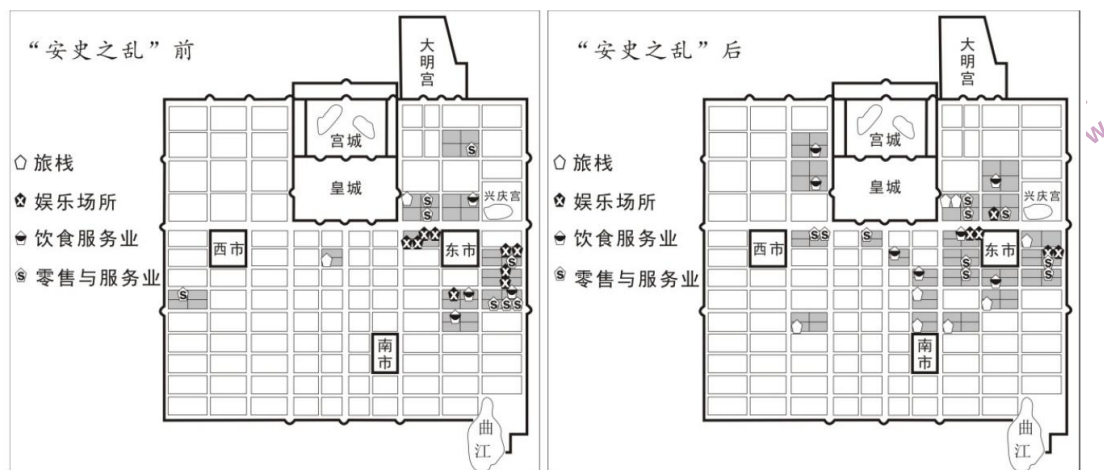 “安史之乱”前
大明宫
宫城
皇城
兴庆宫
旅栈
娱乐场所
饮食服务业
零售与服务业
西市
东市
南市
曲江
“安史之乱”后
大明宫
宫城
皇城
兴庆宫
旅栈
娱乐场所
饮食服务业
零售与服务业
西市
东市
南市
曲江
W